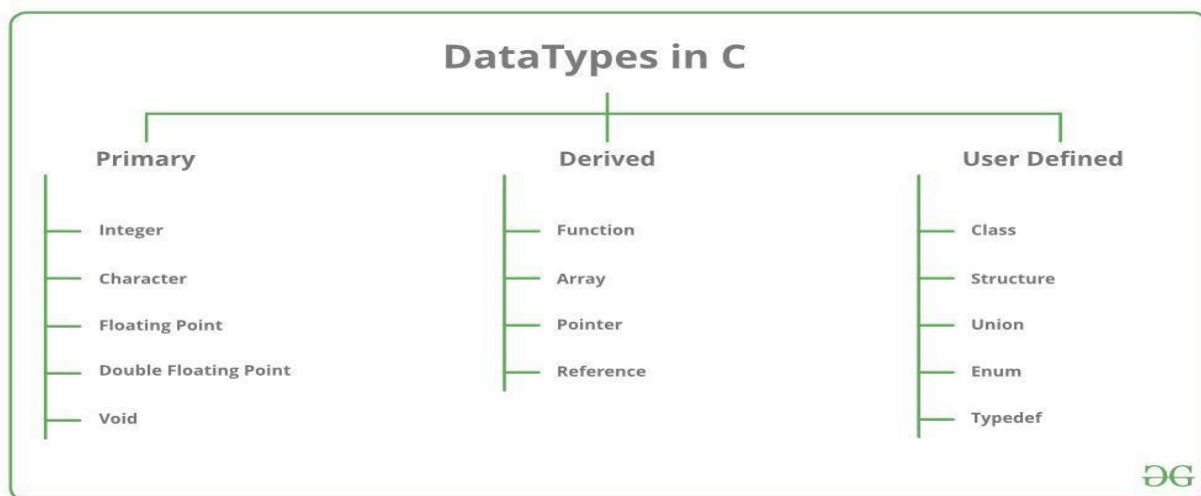 DataTypes in C
Primary
Integer
Character
Floating Point
Double Floating Point
Void
Derived
Function
Array
Pointer
Reference
User Defined
Class
Structure
Union
Enum
Typedef